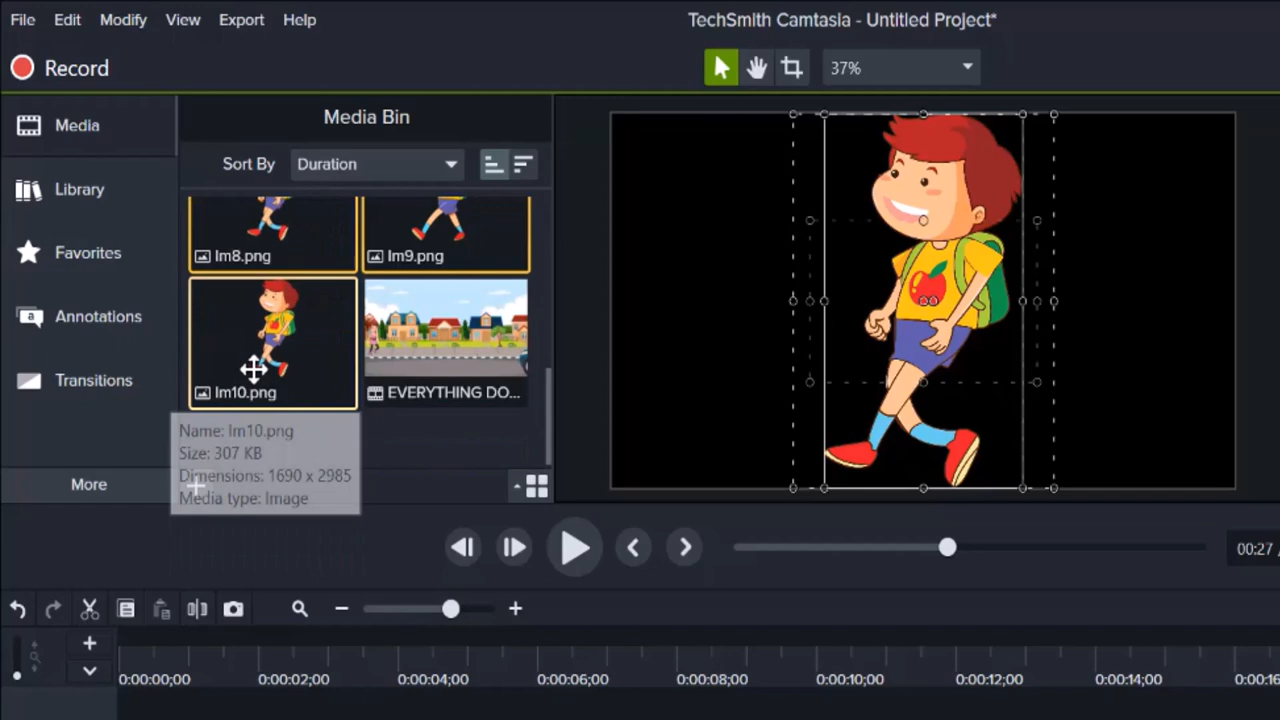 File Edit Modify View Export Help
TechSmith Camtasia - Untitled Project*
Record
37%
Media
Library
Favorites
Annotations
Transitions
More
Media Bin
Sort By Duration
Im8.png
Im9.png
Im10.png
EVERYTHING DO...
Name: Im10.png
Size: 307 KB
Dimensions: 1690 x 2985
Media type: Image
00:27 /
0:00:00;00 0:00:02;00 0:00:04;00 0:00:06;00 0:00:08;00 0:00:10;00 0:00:12;00 0:00:14;00 0:00:16